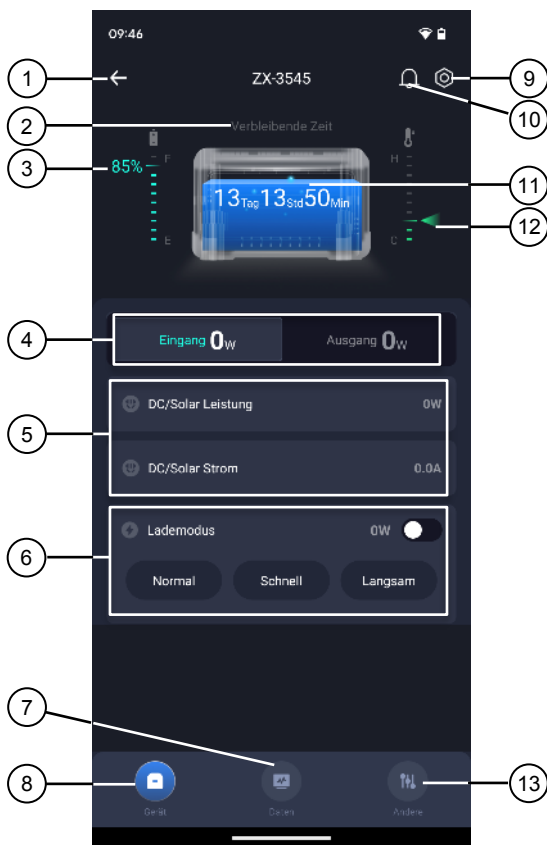 09:46
1
ZX-3545
9
10
2
Verbleibende Zeit
3
85%
F
H
13Tag13Std50Min
11
12
E
C
4
Eingang 0W
Ausgang 0W
5
DC/Solar Leistung
0W
DC/Solar Strom
0.0A
6
Lademodus
0W
Normal
Schnell
Langsam
7
8
13
Gerät
Daten
Andere